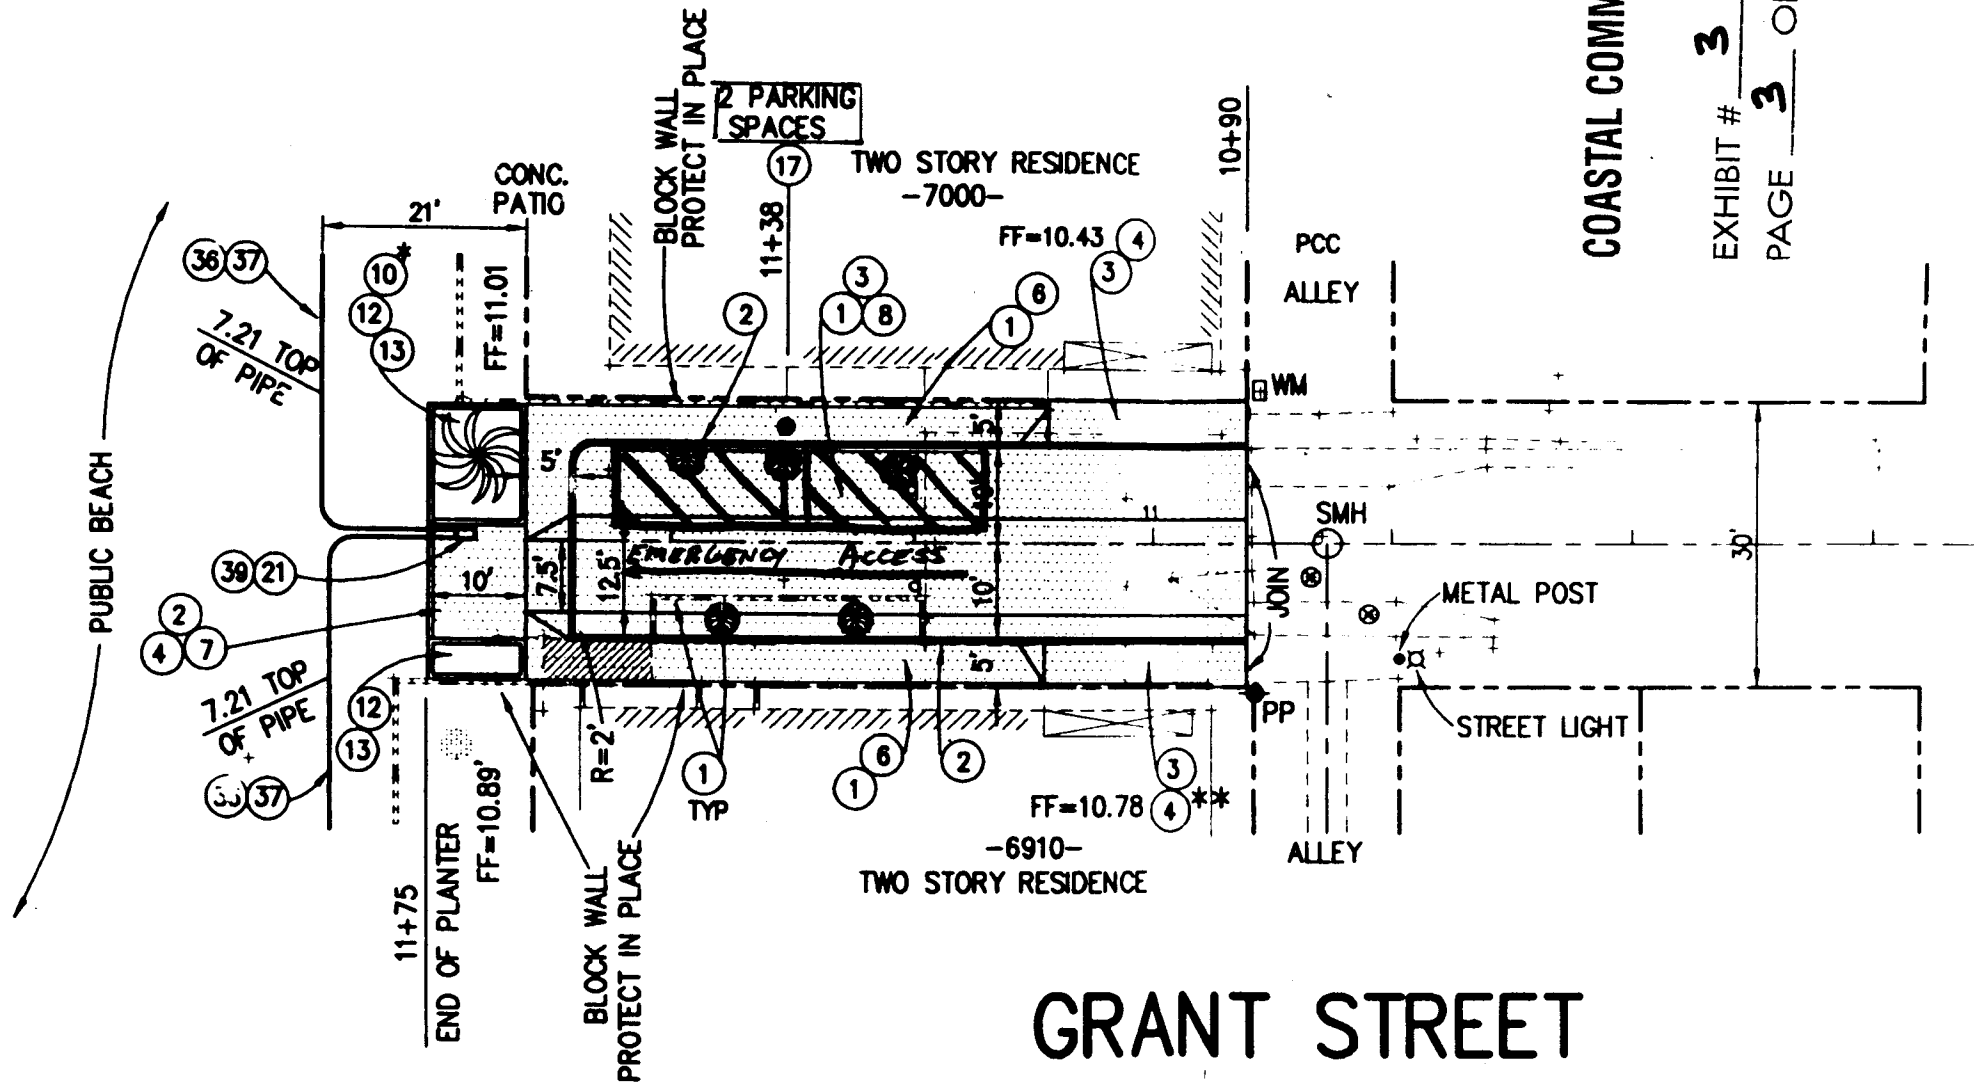 COASTAL COMM
EXHIBIT # 3
PAGE 3 O
BLOCK WALL
PROTECT IN PLACE
2 PARKING
SPACES
17
11+38
TWO STORY RESIDENCE
-7000-
10+90
CONC.
PATIO
21'
36 37
10*
12
13
FF=11.01
7.21 TOP
OF PIPE
2
3
1 8
6
1
FF=10.43
4
3
PCC
ALLEY
WM
PUBLIC BEACH
5'
5'
10'
11
SMH
30'
EMERGENCY ACCESS
39 21
10'
7.5'
12.5'
10'
JOIN
METAL POST
2
4 7
5'
STREET LIGHT
PP
7.21 TOP
OF PIPE
12
13
37
R=2'
1
TYP
6
1
2
3
4**
FF=10.78
-6910-
TWO STORY RESIDENCE
ALLEY
11+75
END OF PLANTER
FF=10.89'
BLOCK WALL
PROTECT IN PLACE
GRANT STREET